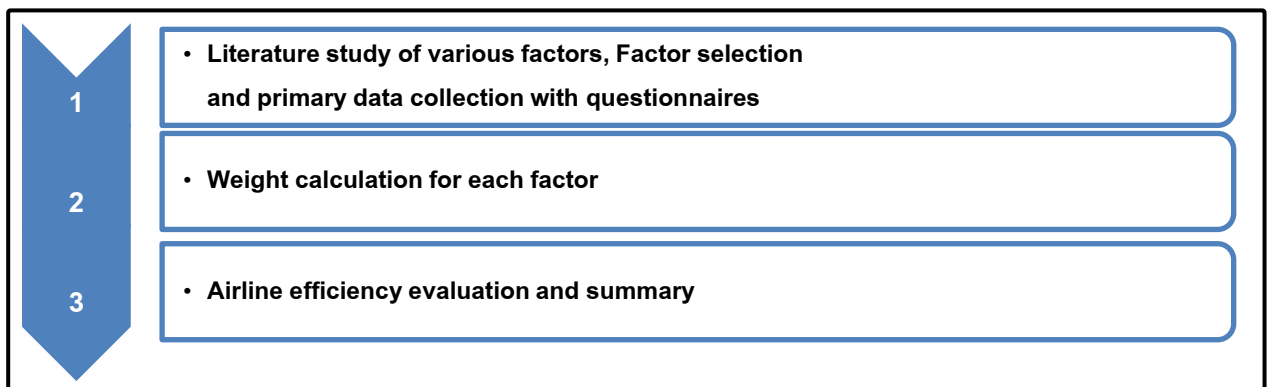 1
• Literature study of various factors, Factor selection
and primary data collection with questionnaires
2
• Weight calculation for each factor
3
• Airline efficiency evaluation and summary